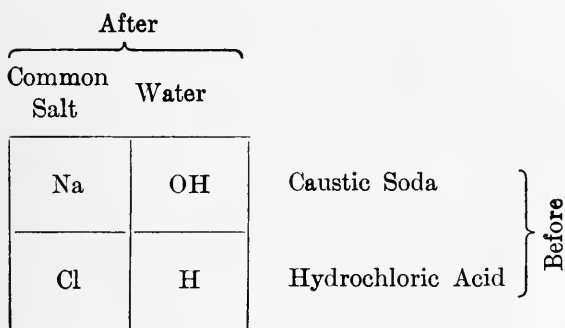 After
Common
Salt
Water
Na OH Caustic Soda
Cl H Hydrochloric Acid
Before